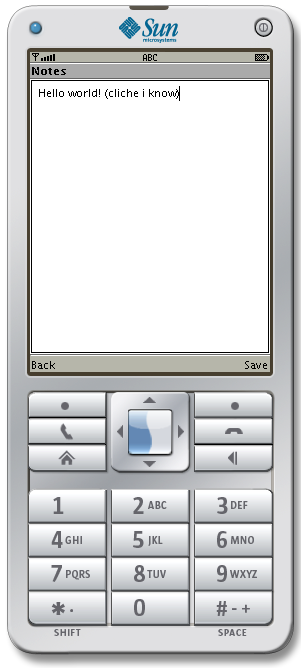 Sun
microsystems
ABC
Notes
Hello world! (cliche i know)
Back Save
1 2 ABC 3 DEF
4 GHI 5 JKL 6 MNO
7 PQRS 8 TUV 9 WXYZ
* . 0 # - +
SHIFT SPACE